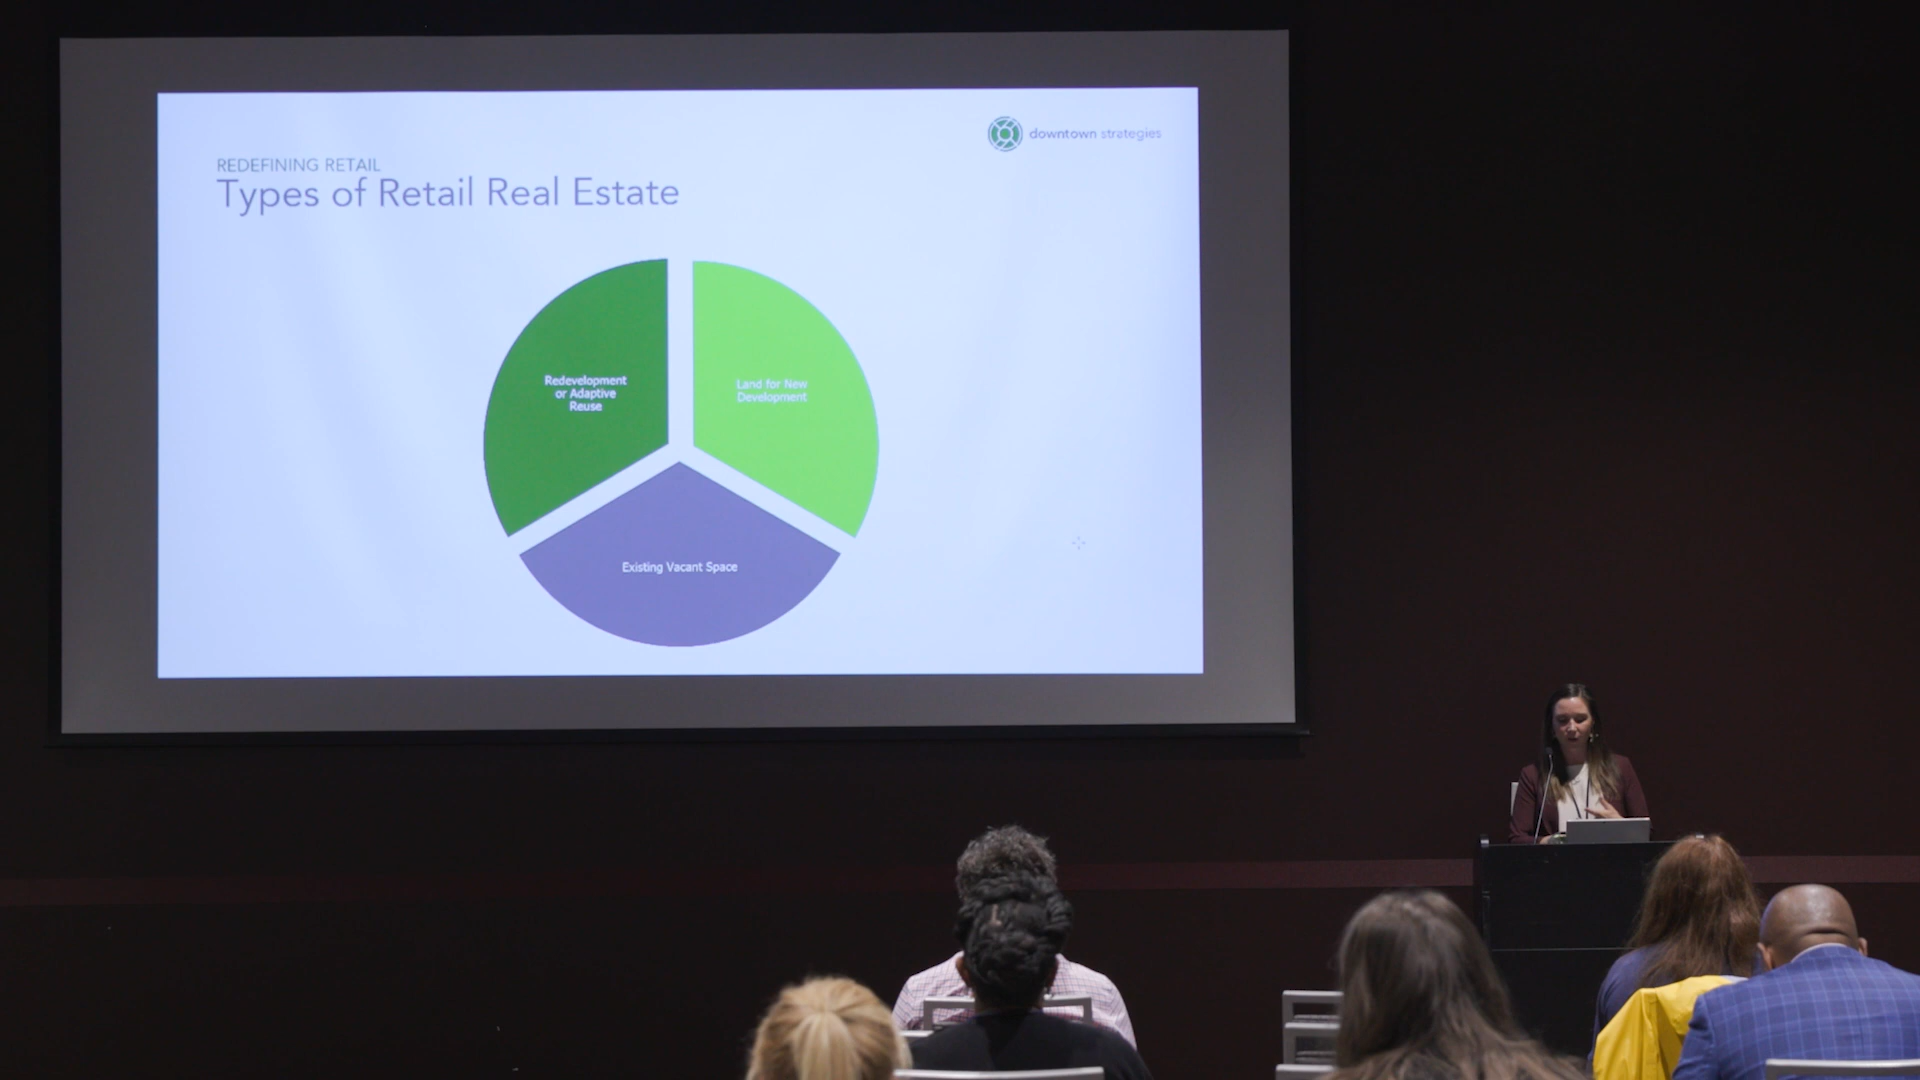 downtown strategies
REDEFINING RETAIL
Types of Retail Real Estate
Redevelopment
or Adaptive
Reuse
Land for New
Development
Existing Vacant Space